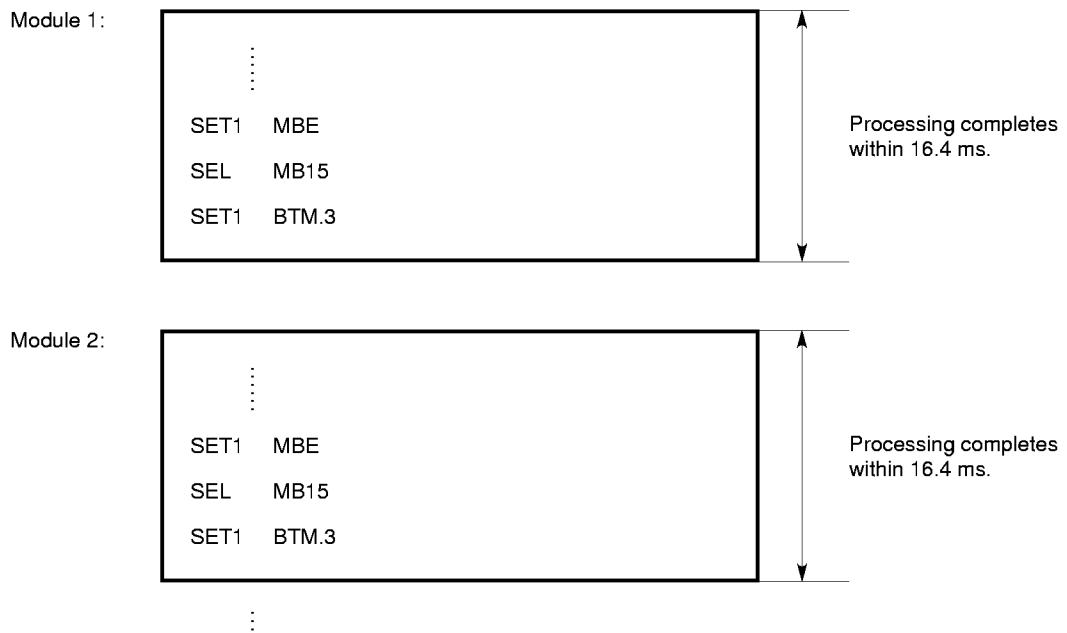 Module 1:
SET1 MBE
SEL MB15
SET1 BTM.3
Processing completes
within 16.4 ms.
Module 2:
SET1 MBE
SEL MB15
SET1 BTM.3
Processing completes
within 16.4 ms.